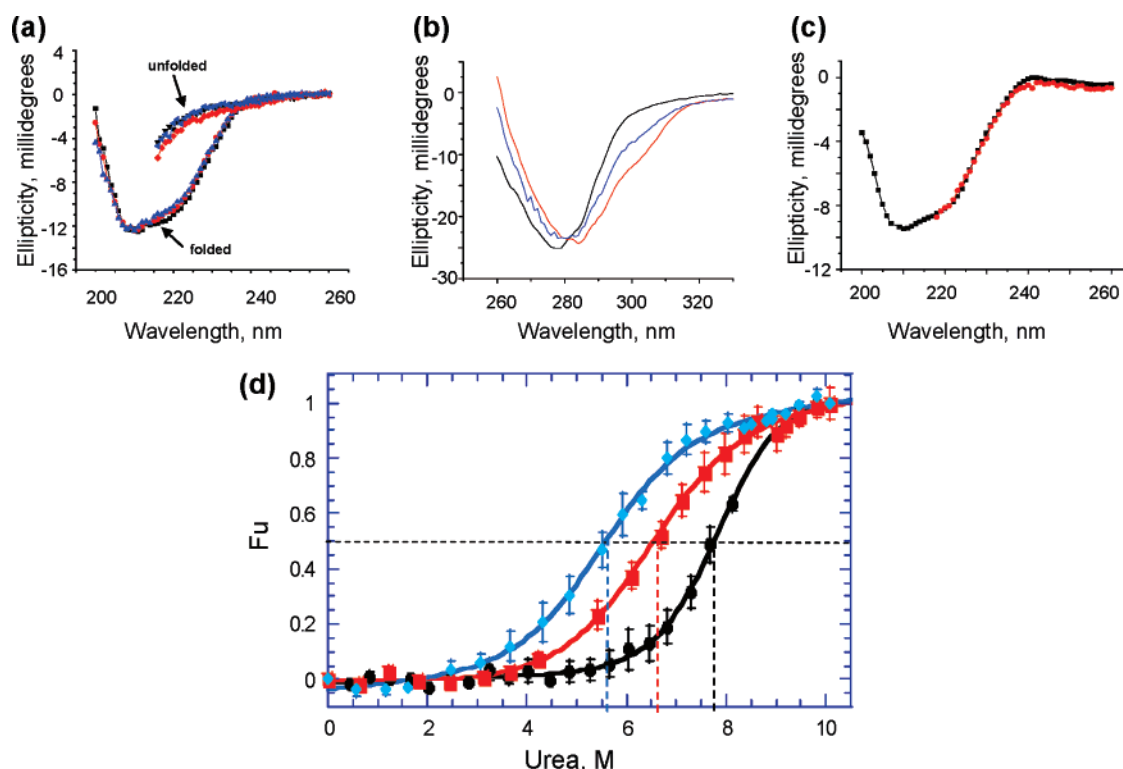 (a)
Ellipticity, millidegrees
4
0
-4
-8
-12
-16
unfolded
folded
200 220 240 260
Wavelength, nm
(b)
Ellipticity, millidegrees
0
-10
-20
-30
260 280 300 320
Wavelength, nm
(c)
Ellipticity, millidegrees
0
-4
-8
-12
200 210 220 230 240 250 260
Wavelength, nm
(d)
Fu
1
0.8
0.6
0.4
0.2
0
0 2 4 6 8 10
Urea, M